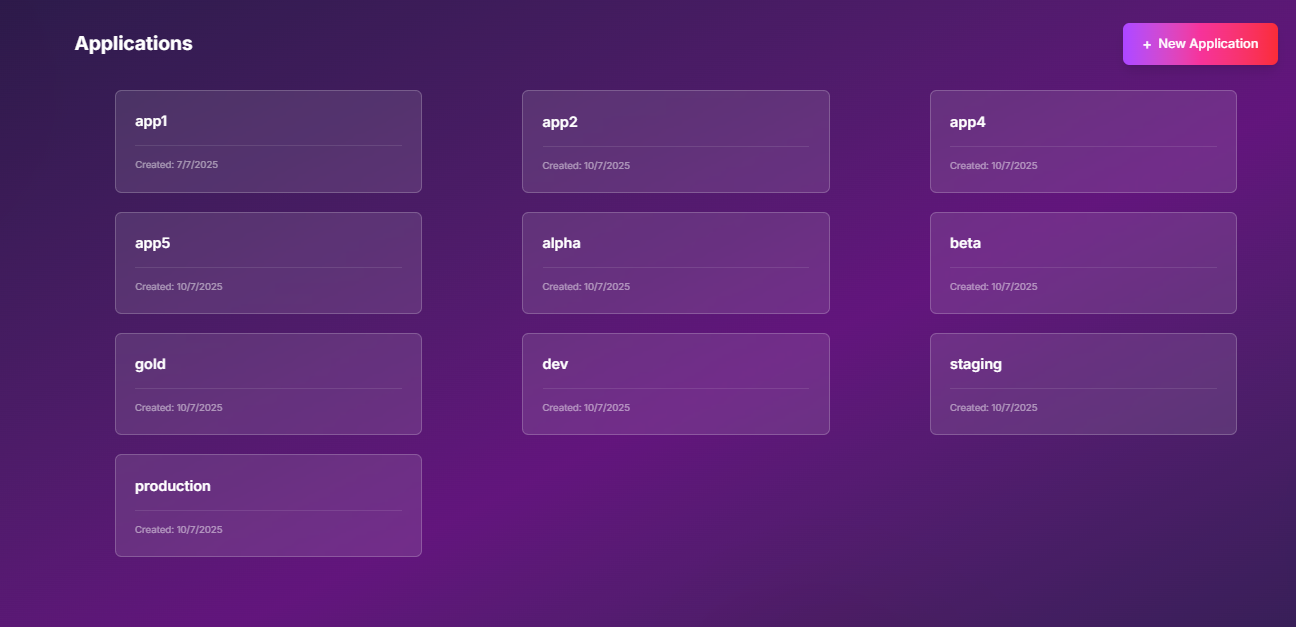 Applications
+ New Application
app1
Created: 7/7/2025
app2
Created: 10/7/2025
app4
Created: 10/7/2025
app5
Created: 10/7/2025
alpha
Created: 10/7/2025
beta
Created: 10/7/2025
gold
Created: 10/7/2025
dev
Created: 10/7/2025
staging
Created: 10/7/2025
production
Created: 10/7/2025